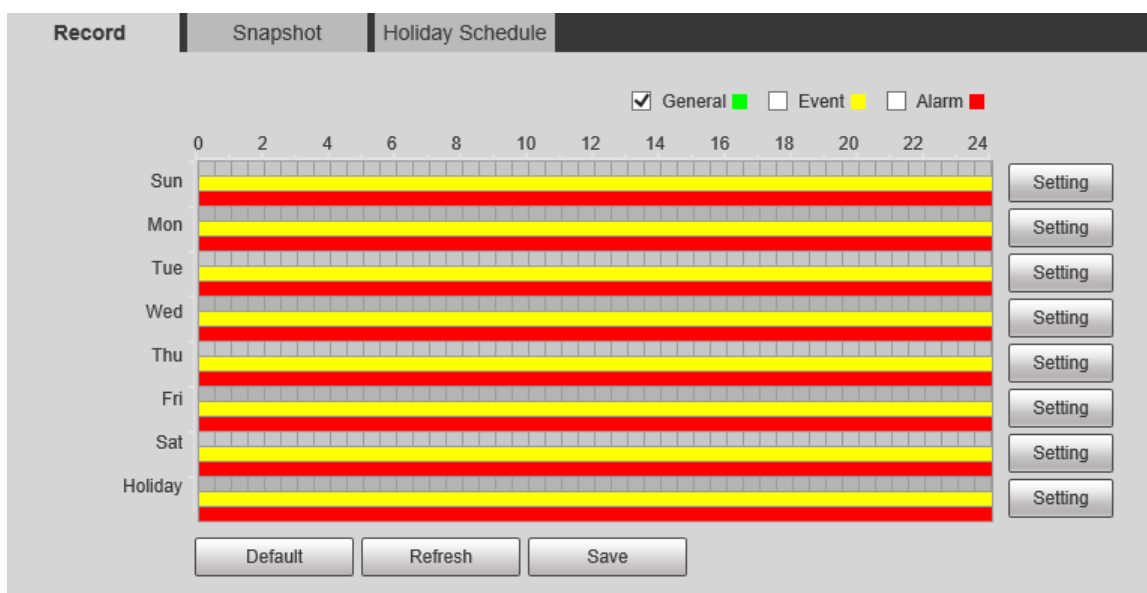 Record Snapshot Holiday Schedule
General Event Alarm
0 2 4 6 8 10 12 14 16 18 20 22 24
Sun Setting
Mon Setting
Tue Setting
Wed Setting
Thu Setting
Fri Setting
Sat Setting
Holiday Setting
Default Refresh Save